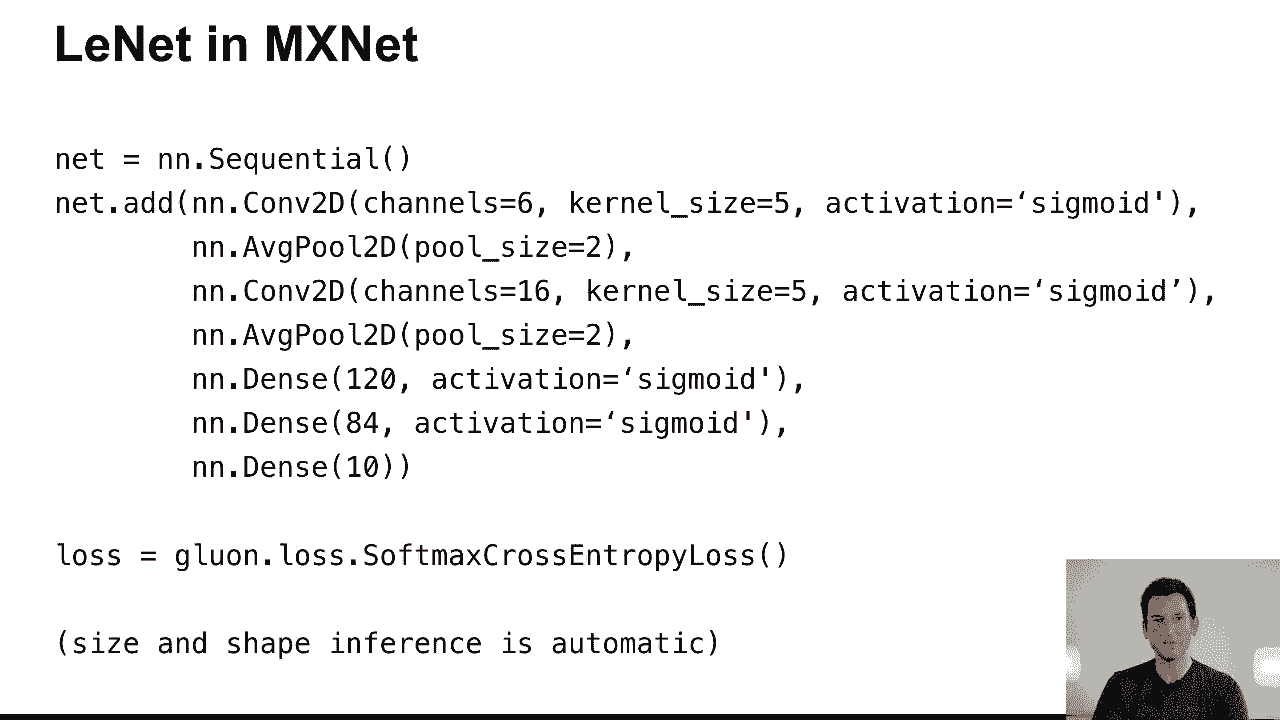 LeNet in MXNet
net = nn.Sequential()
net.add(nn.Conv2D(channels=6, kernel_size=5, activation=‘sigmoid'),
nn.AvgPool2D(pool_size=2),
nn.Conv2D(channels=16, kernel_size=5, activation=‘sigmoid’),
nn.AvgPool2D(pool_size=2),
nn.Dense(120, activation=‘sigmoid'),
nn.Dense(84, activation=‘sigmoid'),
nn.Dense(10))
loss = gluon.loss.SoftmaxCrossEntropyLoss()
(size and shape inference is automatic)